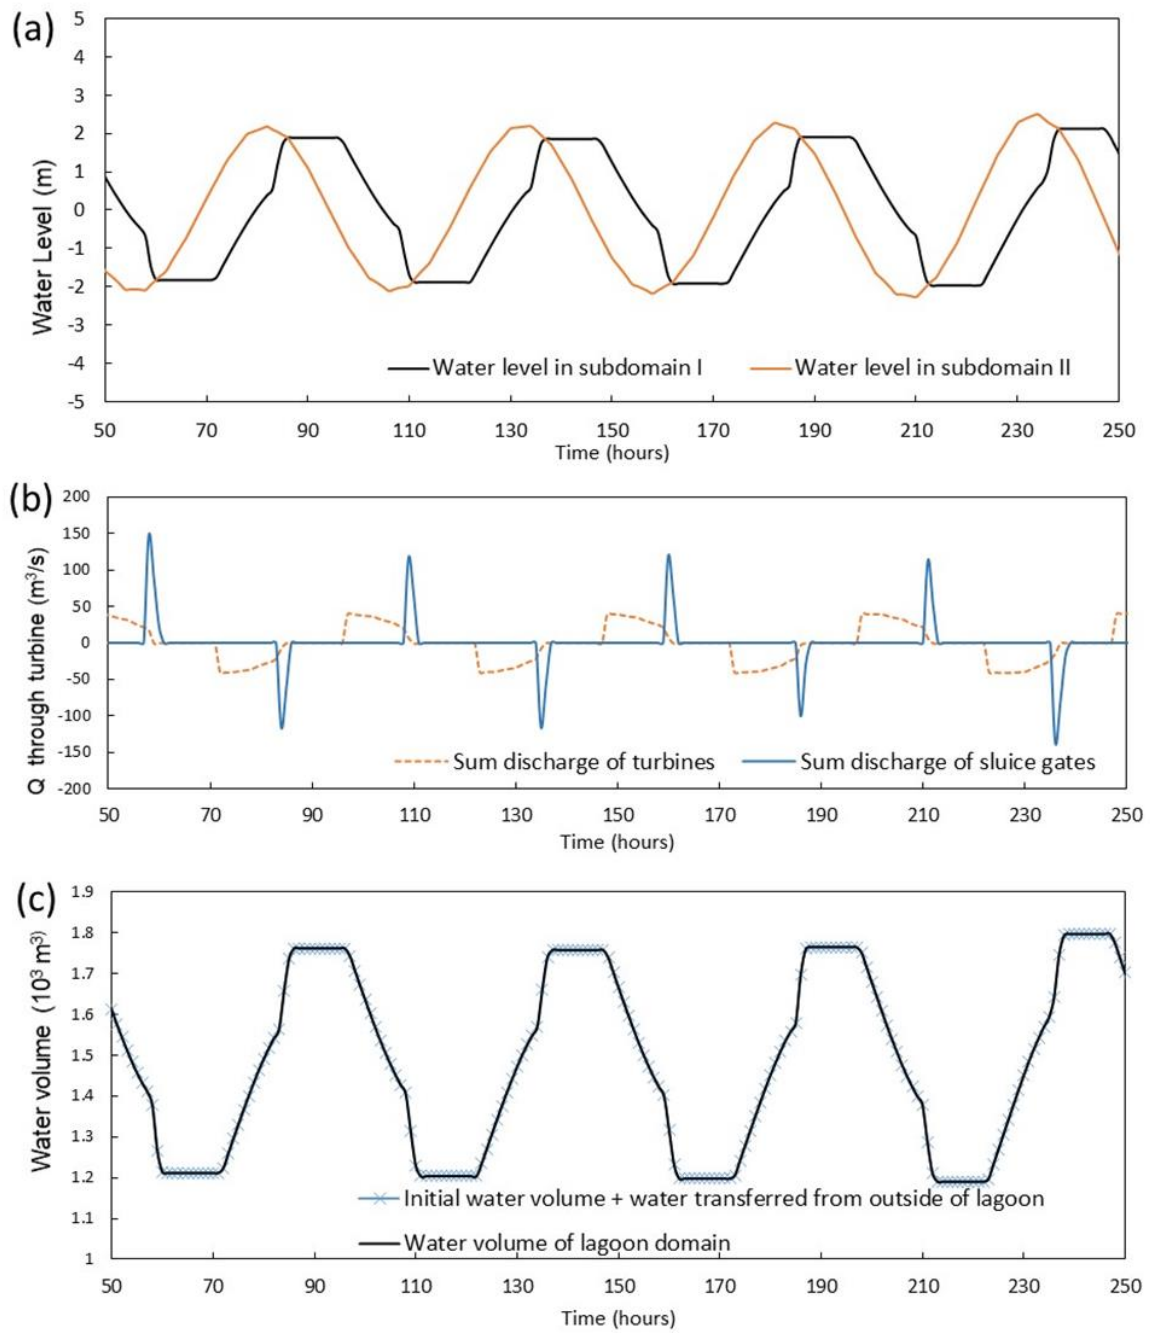 (a)
5
4
3
2
1
0
-1
-2
-3
-4
-5
Water Level (m)
Water level in subdomain I
Water level in subdomain II
50 70 90 110 130 150 170 190 210 230 250
Time (hours)
(b)
200
150
100
50
0
-50
-100
-150
-200
Q through turbine (m³/s)
Sum discharge of turbines
Sum discharge of sluice gates
50 70 90 110 130 150 170 190 210 230 250
Time (hours)
(c)
1.9
1.8
1.7
1.6
1.5
1.4
1.3
1.2
1.1
1
Water volume (10³ m³)
Initial water volume + water transferred from outside of lagoon
Water volume of lagoon domain
50 70 90 110 130 150 170 190 210 230 250
Time (hours)